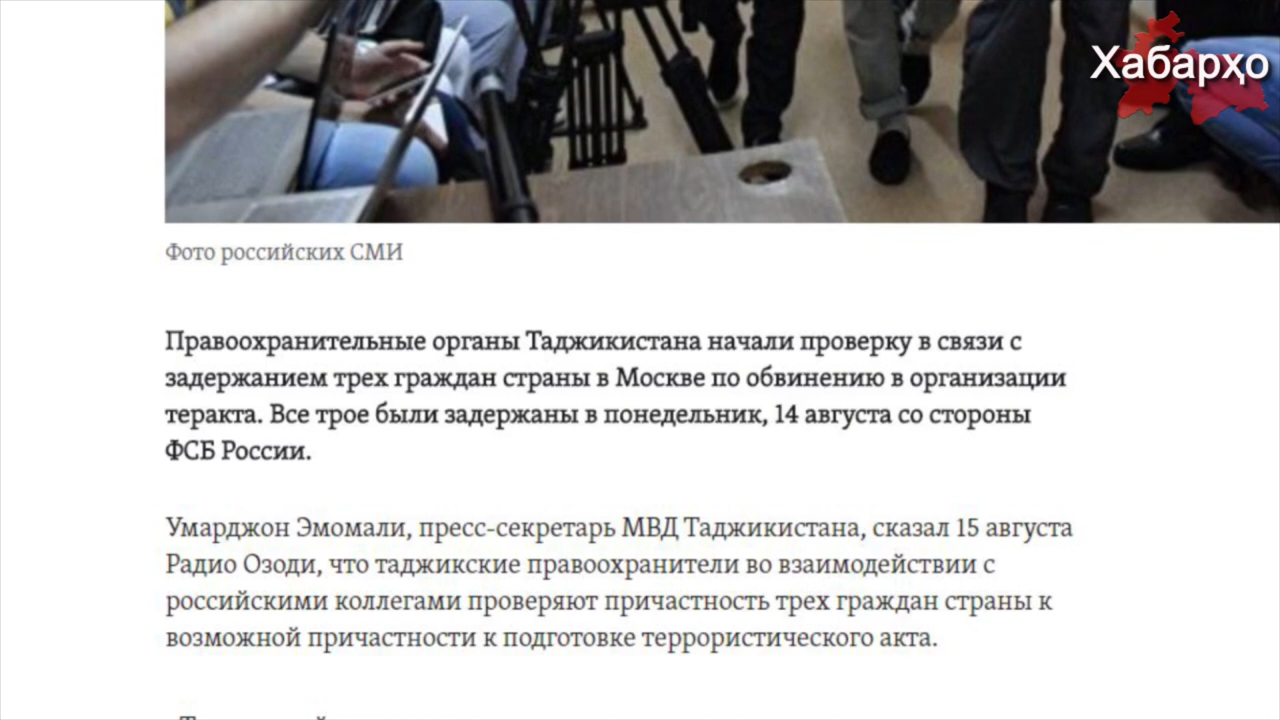 Хабарҳо
Фото российских СМИ
Правоохранительные органы Таджикистана начали проверку в связи с
задержанием трех граждан страны в Москве по обвинению в организации
теракта. Все трое были задержаны в понедельник, 14 августа со стороны
ФСБ России.
Умарджон Эмомали, пресс-секретарь МВД Таджикистана, сказал 15 августа
Радио Озоди, что таджикские правоохранители во взаимодействии с
российскими коллегами проверяют причастность трех граждан страны к
возможной причастности к подготовке террористического акта.